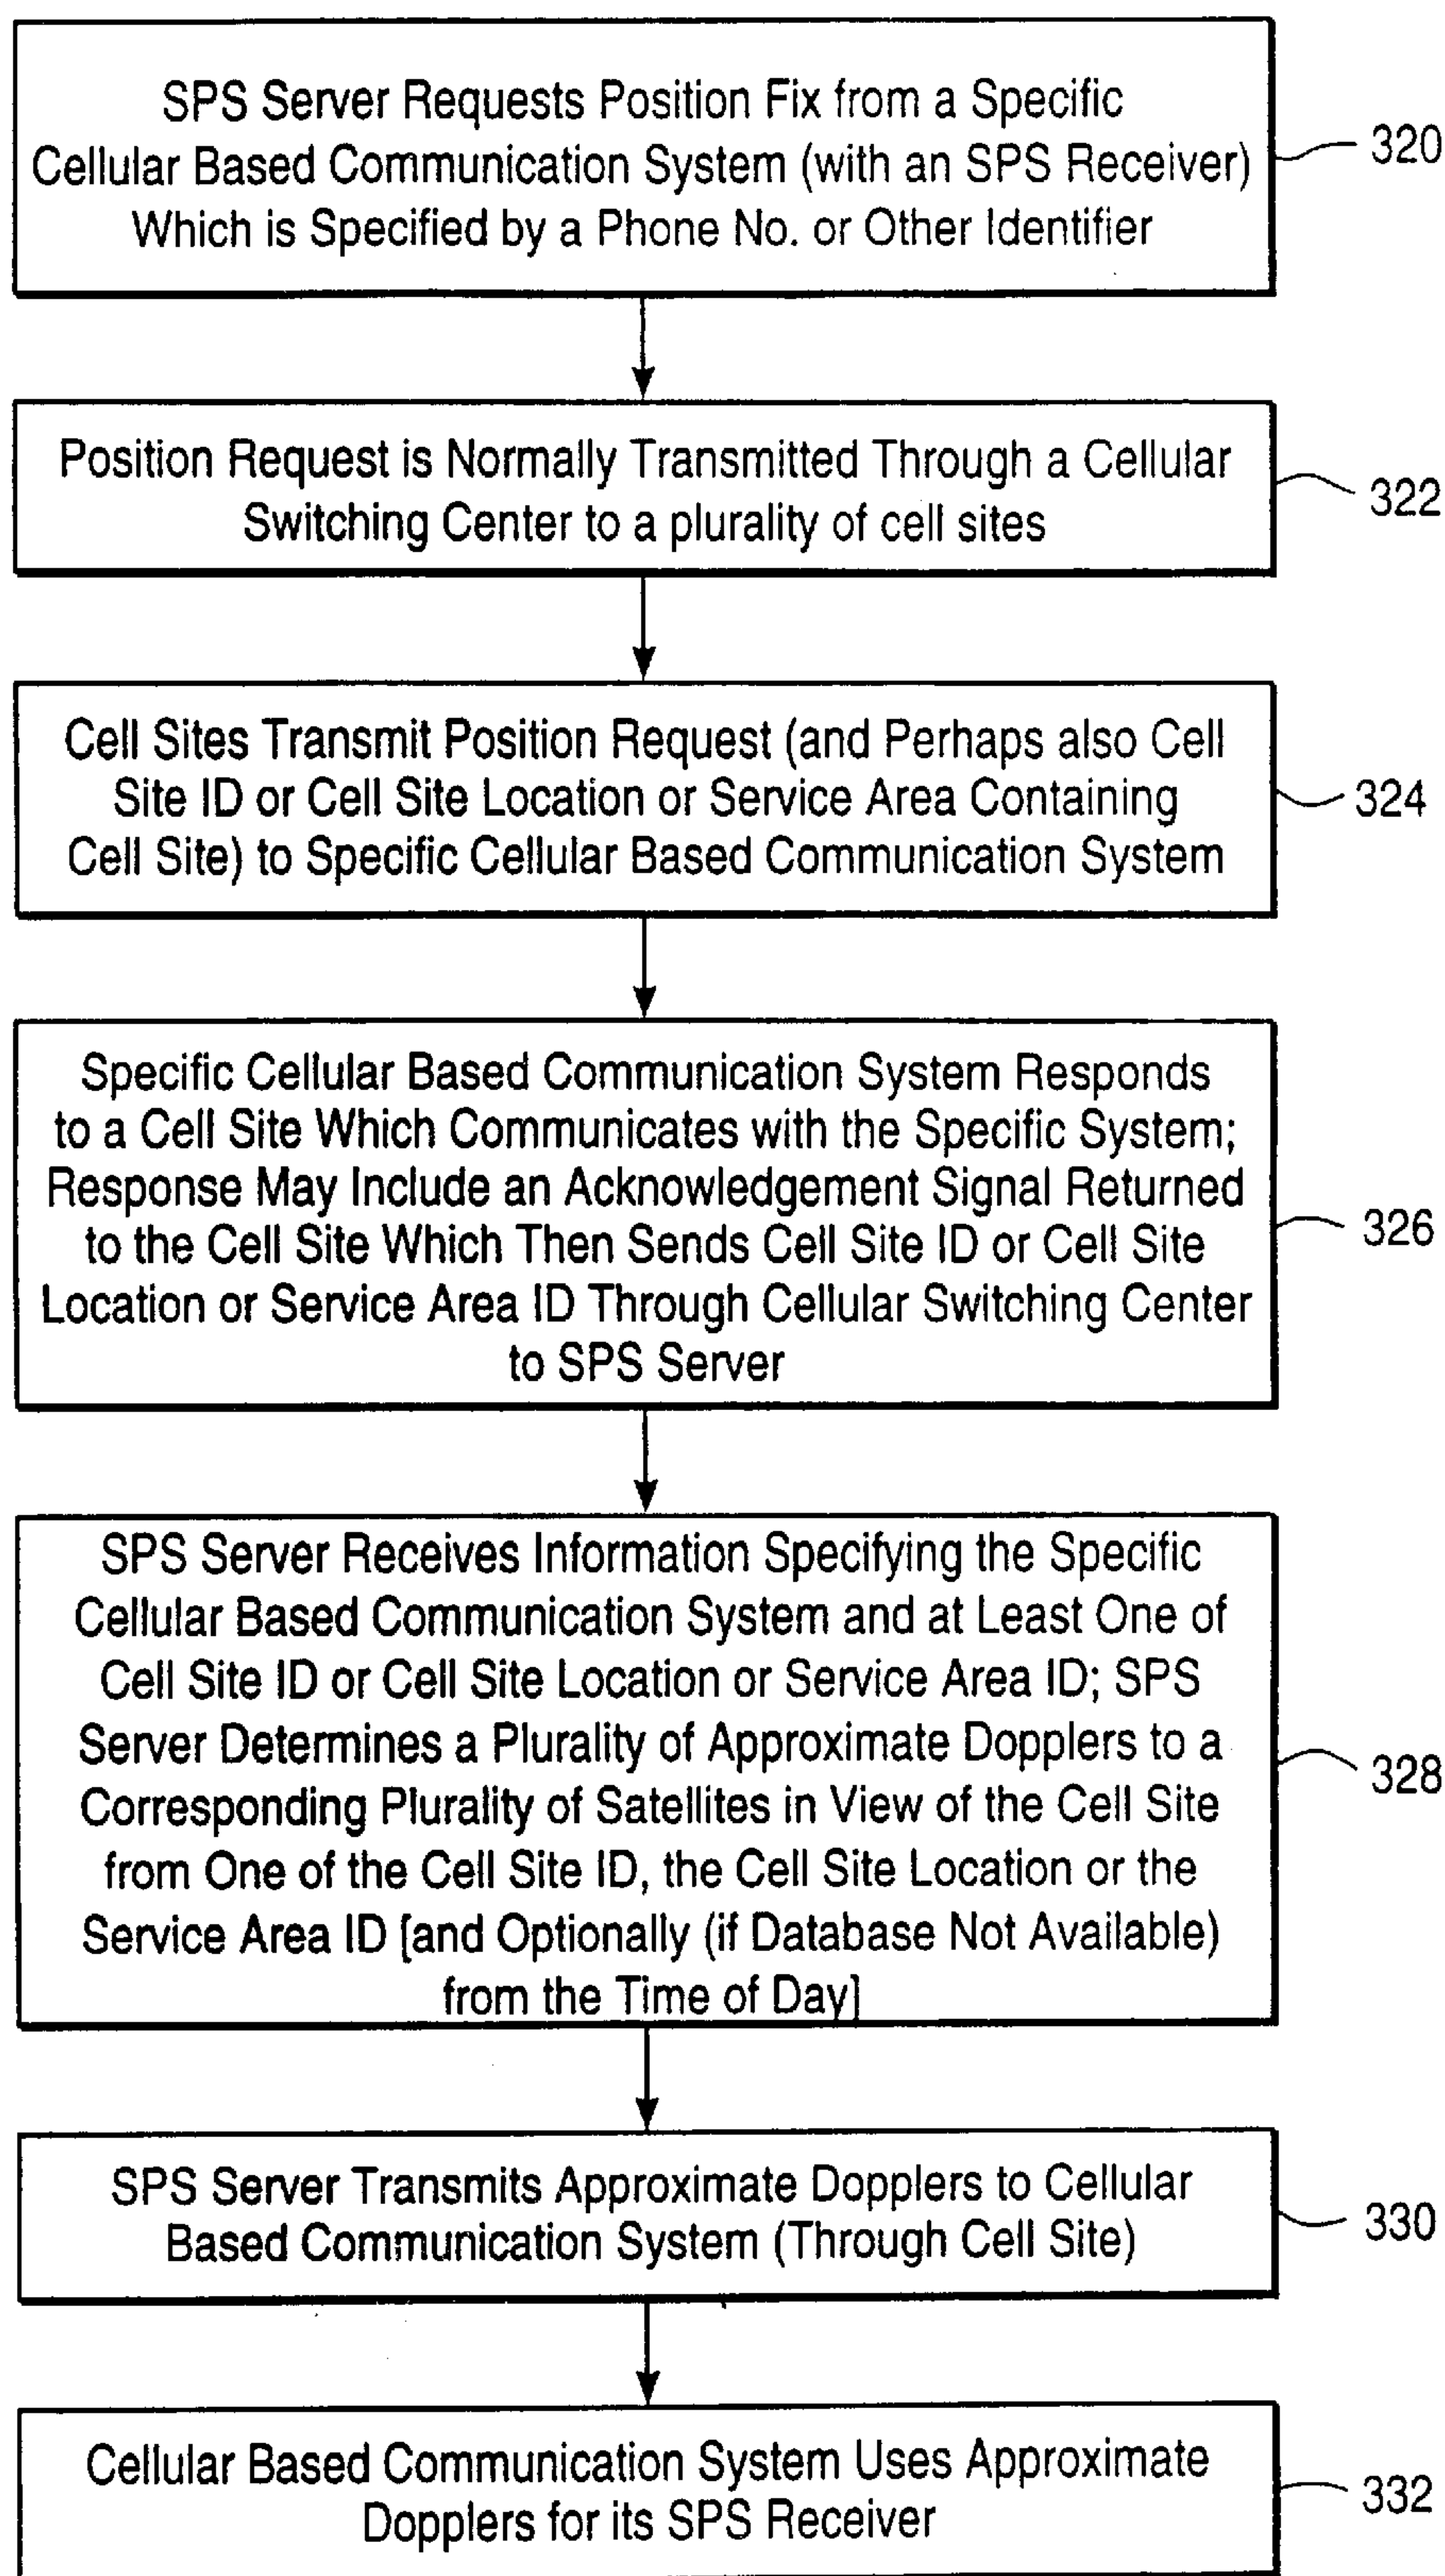 SPS Server Requests Position Fix from a Specific
Cellular Based Communication System (with an SPS Receiver)
Which is Specified by a Phone No. or Other Identifier
320
Position Request is Normally Transmitted Through a Cellular
Switching Center to a plurality of cell sites
322
Cell Sites Transmit Position Request (and Perhaps also Cell
Site ID or Cell Site Location or Service Area Containing
Cell Site) to Specific Cellular Based Communication System
324
Specific Cellular Based Communication System Responds
to a Cell Site Which Communicates with the Specific System;
Response May Include an Acknowledgement Signal Returned
to the Cell Site Which Then Sends Cell Site ID or Cell Site
Location or Service Area ID Through Cellular Switching Center
to SPS Server
326
SPS Server Receives Information Specifying the Specific
Cellular Based Communication System and at Least One of
Cell Site ID or Cell Site Location or Service Area ID; SPS
Server Determines a Plurality of Approximate Dopplers to a
Corresponding Plurality of Satellites in View of the Cell Site
from One of the Cell Site ID, the Cell Site Location or the
Service Area ID [and Optionally (if Database Not Available)
from the Time of Day]
328
SPS Server Transmits Approximate Dopplers to Cellular
Based Communication System (Through Cell Site)
330
Cellular Based Communication System Uses Approximate
Dopplers for its SPS Receiver
332